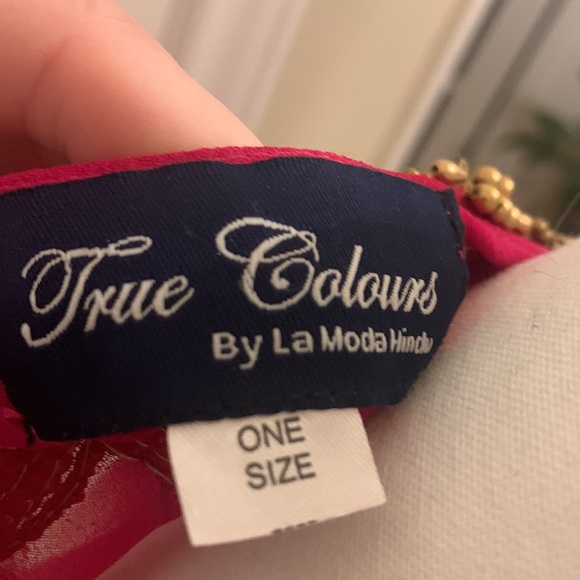 True Colours
By La Moda Hindu
ONE
SIZE